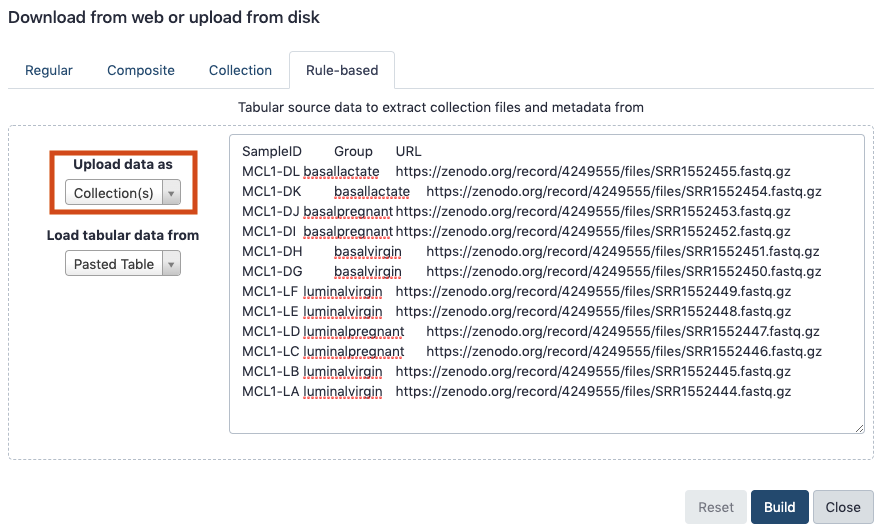 Download from web or upload from disk
Regular Composite Collection Rule-based
Tabular source data to extract collection files and metadata from
Upload data as
Collection(s)
Load tabular data from
Pasted Table
SampleID Group URL
MCL1-DL basallactate https://zenodo.org/record/4249555/files/SRR1552455.fastq.gz
MCL1-DK basallactate https://zenodo.org/record/4249555/files/SRR1552454.fastq.gz
MCL1-DJ basalpregnant https://zenodo.org/record/4249555/files/SRR1552453.fastq.gz
MCL1-DI basalpregnant https://zenodo.org/record/4249555/files/SRR1552452.fastq.gz
MCL1-DH basalvirgin https://zenodo.org/record/4249555/files/SRR1552451.fastq.gz
MCL1-DG basalvirgin https://zenodo.org/record/4249555/files/SRR1552450.fastq.gz
MCL1-LF luminalvirgin https://zenodo.org/record/4249555/files/SRR1552449.fastq.gz
MCL1-LE luminalvirgin https://zenodo.org/record/4249555/files/SRR1552448.fastq.gz
MCL1-LD luminalpregnant https://zenodo.org/record/4249555/files/SRR1552447.fastq.gz
MCL1-LC luminalpregnant https://zenodo.org/record/4249555/files/SRR1552446.fastq.gz
MCL1-LB luminalvirgin https://zenodo.org/record/4249555/files/SRR1552445.fastq.gz
MCL1-LA luminalvirgin https://zenodo.org/record/4249555/files/SRR1552444.fastq.gz
Reset Build Close